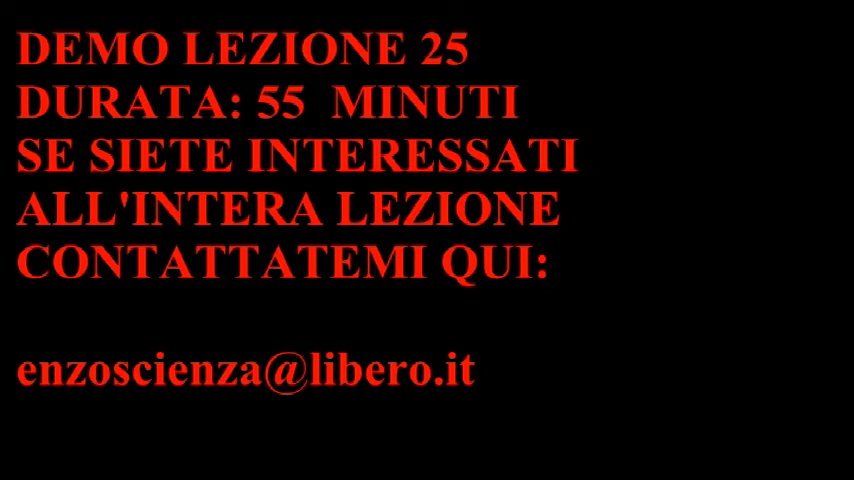 DEMO LEZIONE 25
DURATA: 55  MINUTI
SE SIETE INTERESSATI
ALL'INTERA LEZIONE
CONTATTATEMI QUI:
enzoscienza@libero.it